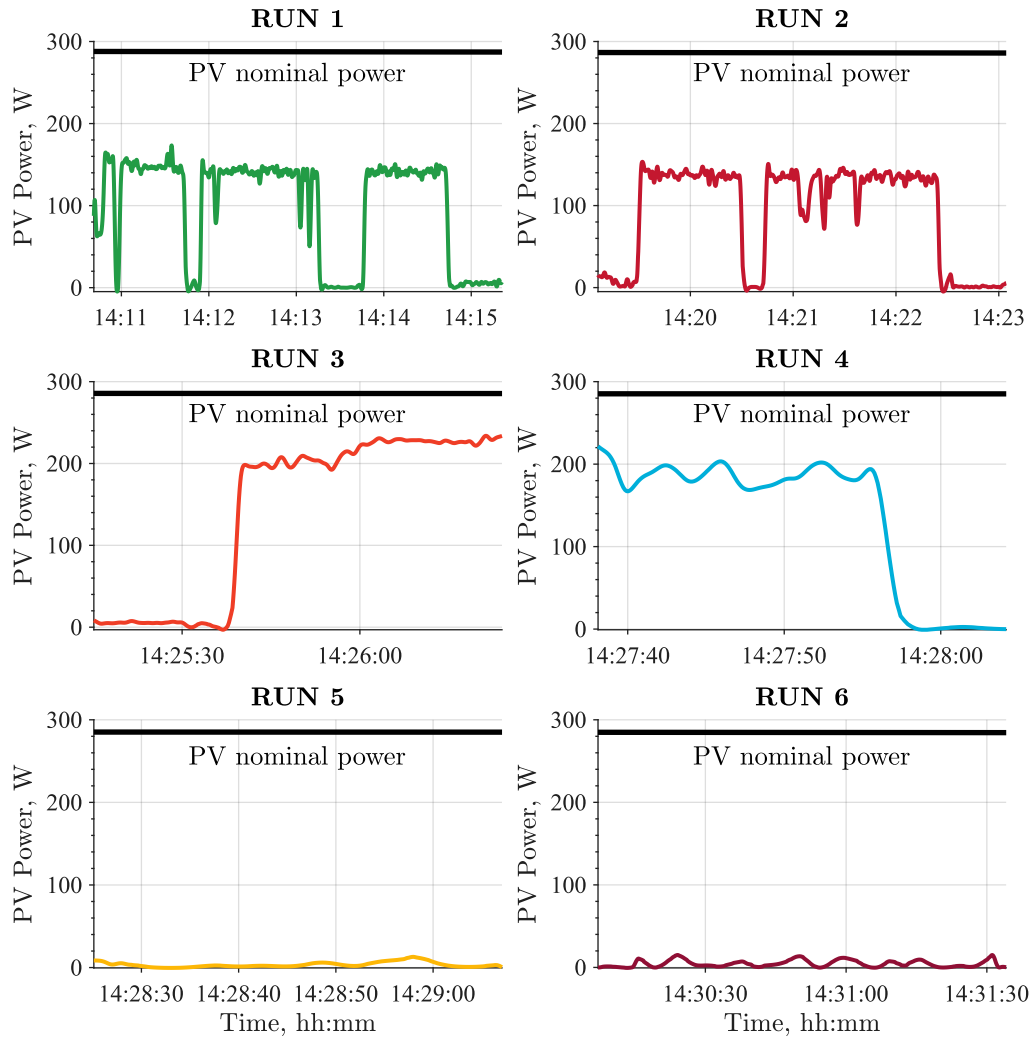 RUN 1
300
200
100
0
PV Power, W
PV nominal power
14:11 14:12 14:13 14:14 14:15
RUN 2
300
200
100
0
PV Power, W
PV nominal power
14:20 14:21 14:22 14:23
RUN 3
300
200
100
0
PV Power, W
PV nominal power
14:25:30 14:26:00
RUN 4
300
200
100
0
PV Power, W
PV nominal power
14:27:40 14:27:50 14:28:00
RUN 5
300
200
100
0
PV Power, W
PV nominal power
14:28:30 14:28:40 14:28:50 14:29:00
Time, hh:mm
RUN 6
300
200
100
0
PV Power, W
PV nominal power
14:30:30 14:31:00 14:31:30
Time, hh:mm